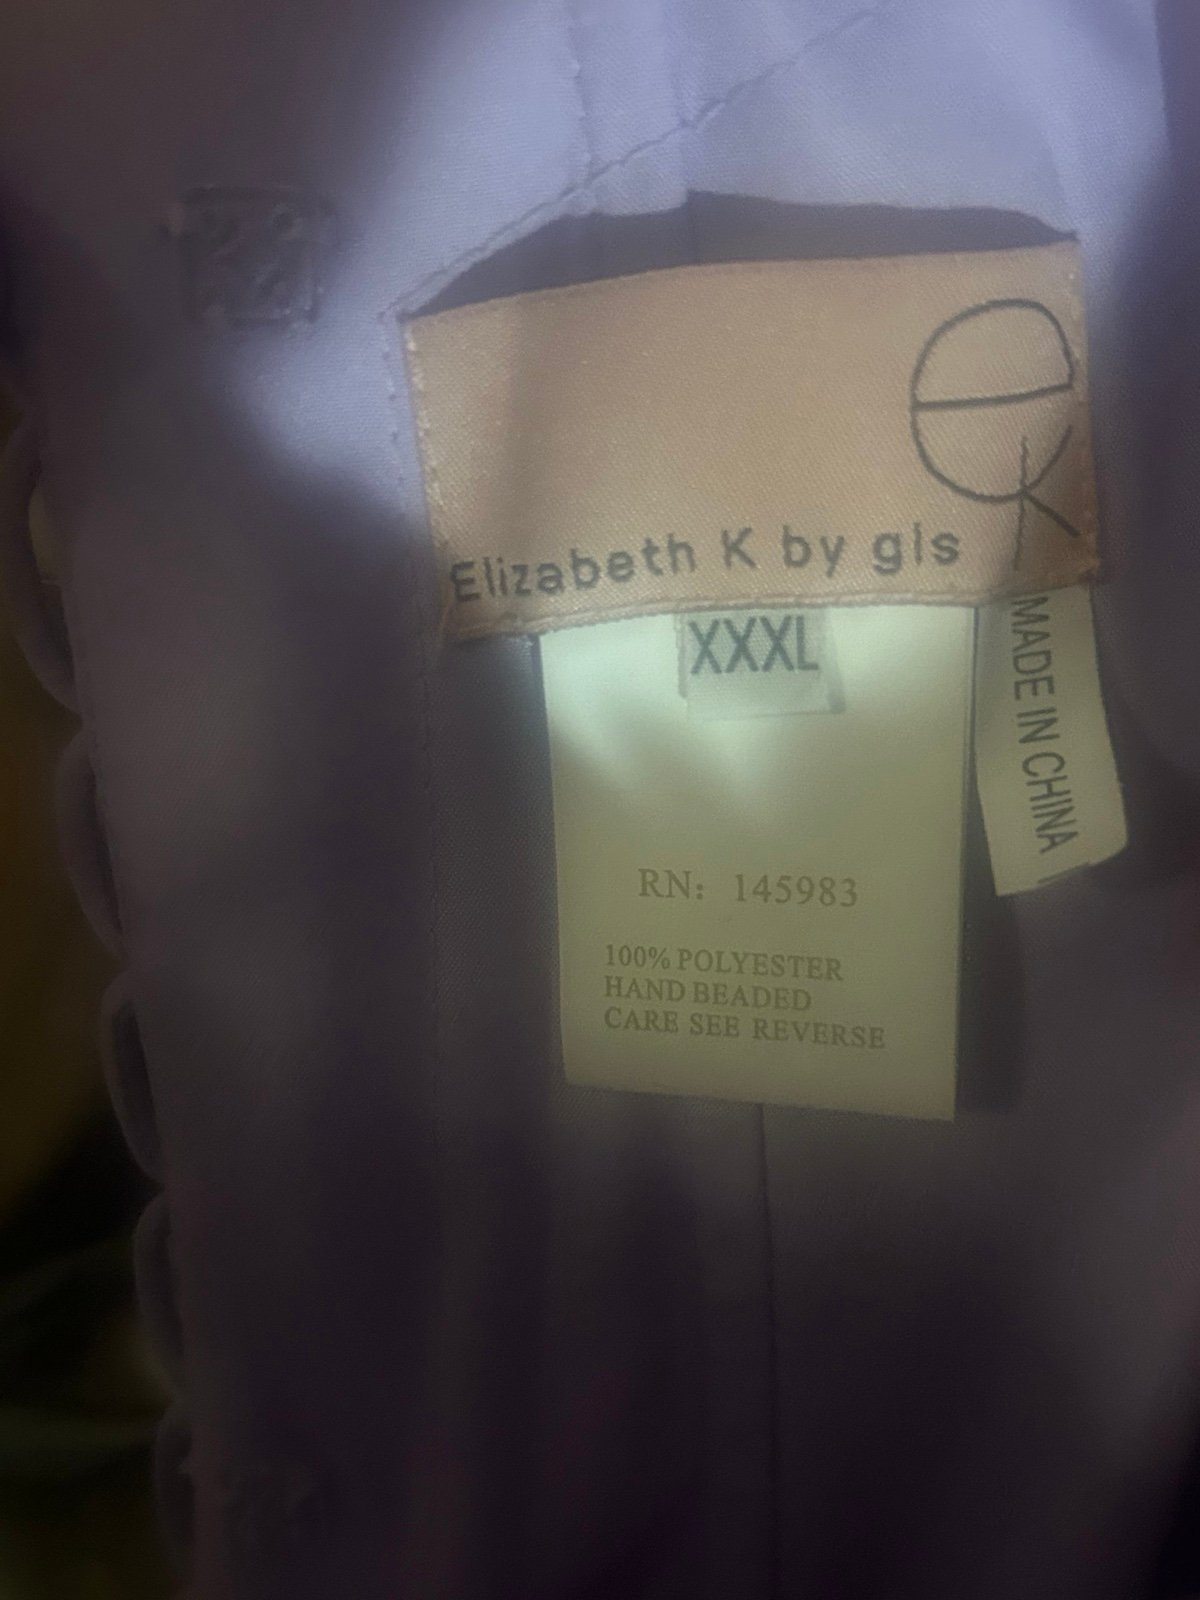 ek
Elizabeth K by gls
XXXL
MADE IN CHINA
RN: 145983
100% POLYESTER
HAND BEADED
CARE SEE REVERSE